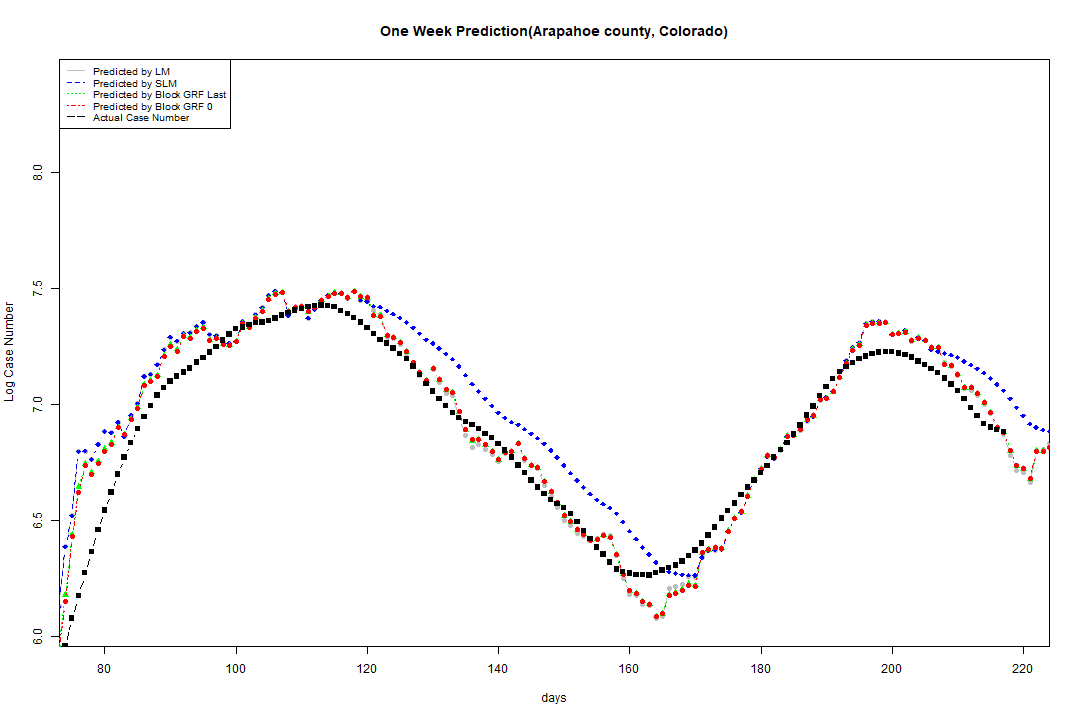 One Week Prediction(Arapahoe county, Colorado)
Predicted by LM
Predicted by SLM
Predicted by Block GRF Last
Predicted by Block GRF 0
Actual Case Number
Log Case Number
8.0
7.5
7.0
6.5
6.0
80 100 120 140 160 180 200 220
days